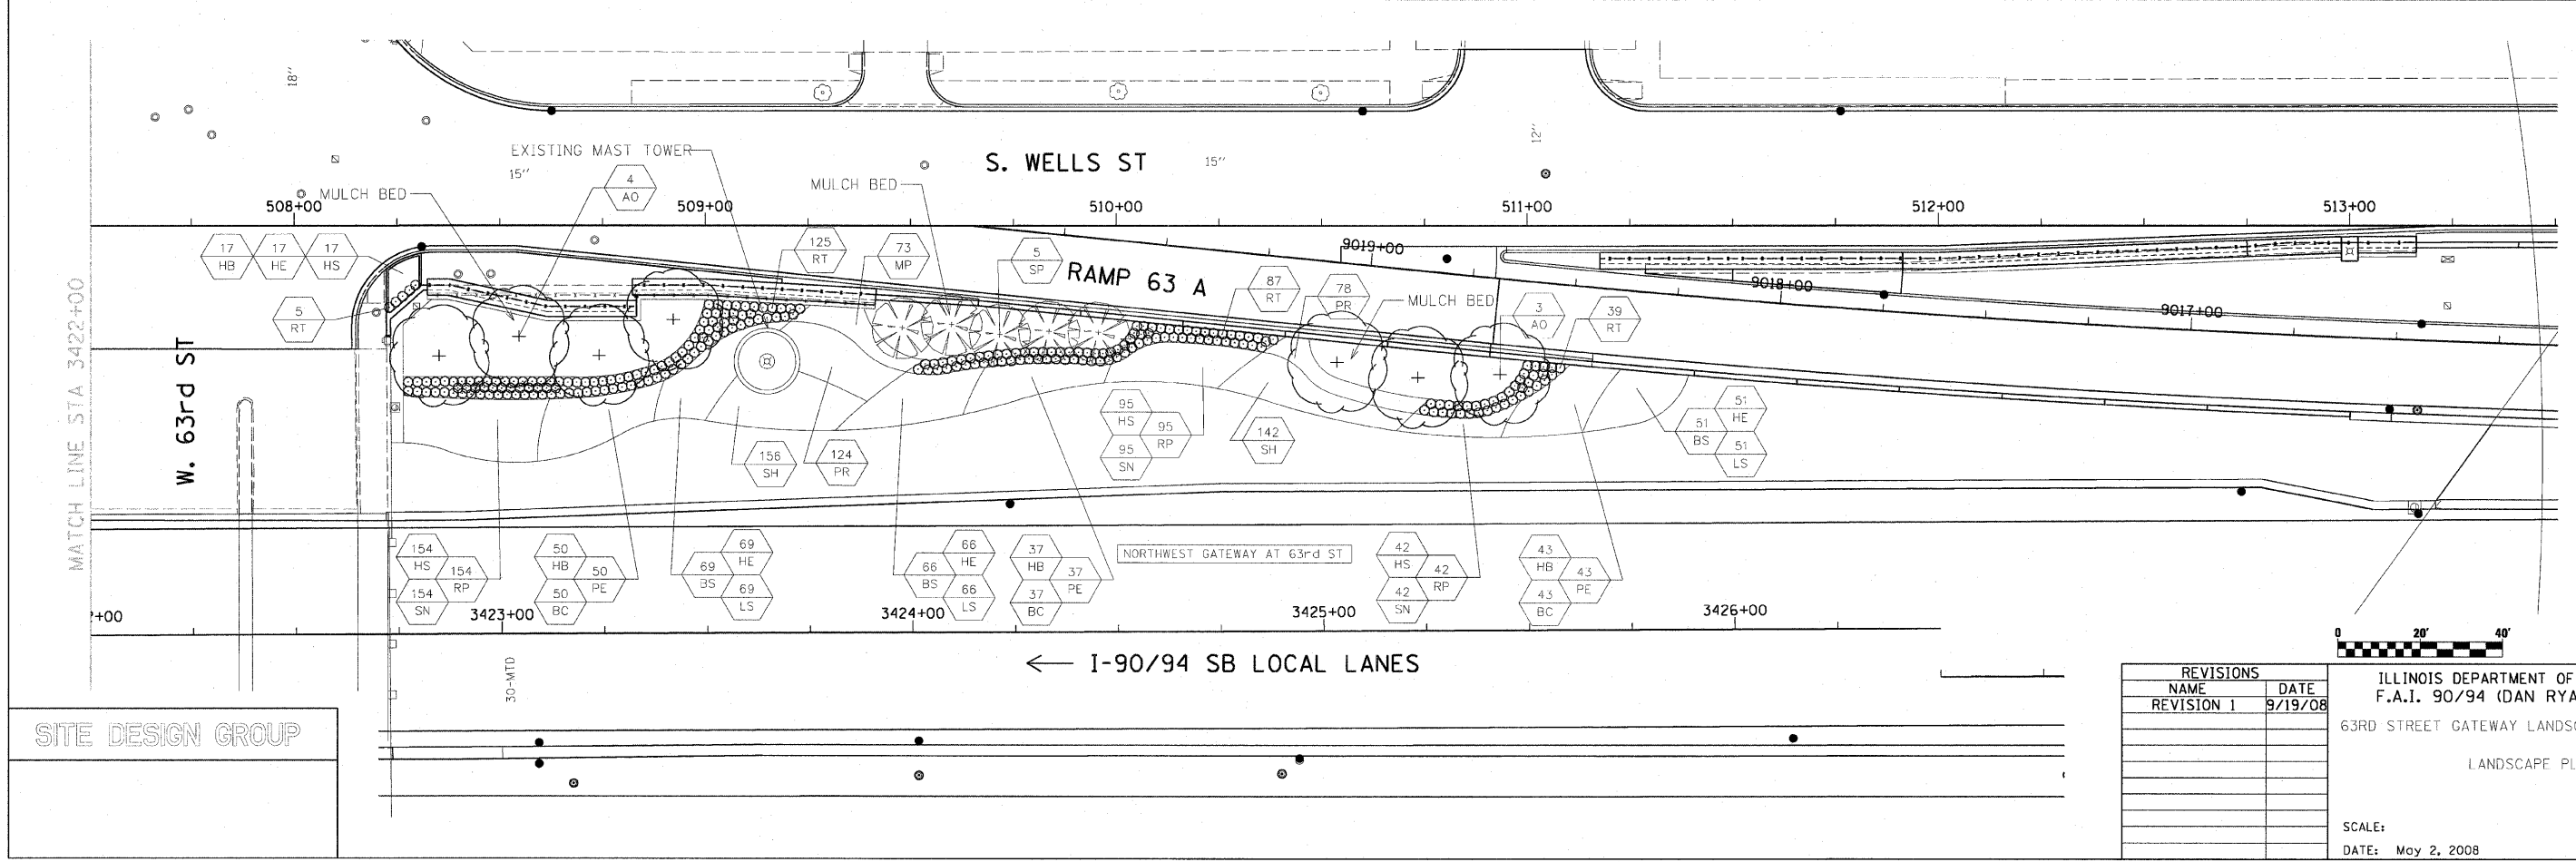 18''
12''
EXISTING MAST TOWER
15''
S. WELLS ST
15''
MULCH BED
4
AO
MULCH BED
508+00
509+00
510+00
511+00
512+00
513+00
17
HB
17
HE
17
HS
125
RT
73
MP
5
SP
RAMP 63 A
9019+00
9018+00
9017+00
87
RT
78
PR
MULCH BED
3
AO
39
RT
5
RT
MATCH LINE STA 3422+00
W. 63rd ST
156
SH
124
PR
95
HS
95
RP
95
SN
142
SH
51
HE
51
BS
51
LS
154
HS
154
RP
154
SN
50
HB
50
PE
50
BC
69
HE
69
BS
69
LS
66
HE
66
BS
66
LS
37
HB
37
PE
37
BC
NORTHWEST GATEWAY AT 63rd ST
42
HS
42
RP
42
SN
43
HB
43
PE
43
BC
+00
3423+00
3424+00
3425+00
3426+00
30-MTD
← I-90/94 SB LOCAL LANES
0 20' 40'
SITE DESIGN GROUP
REVISIONS
NAME DATE
REVISION 1 9/19/08
ILLINOIS DEPARTMENT OF
F.A.I. 90/94 (DAN RYA
63RD STREET GATEWAY LANDSC
LANDSCAPE PL
SCALE:
DATE: May 2, 2008